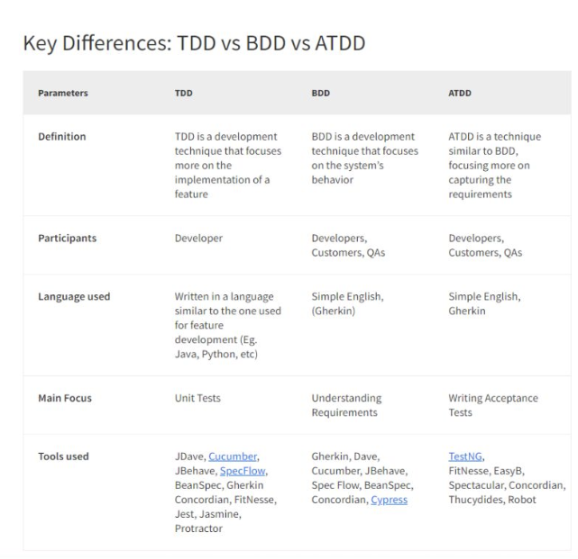 Key Differences: TDD vs BDD vs ATDD
Parameters TDD BDD ATDD
Definition TDD is a development BDD is a development ATDD is a technique
technique that focuses technique that focuses similar to BDD,
more on the on the system's focusing more on
implementation of a behavior capturing the
feature requirements
Participants Developer Developers, Developers,
Customers, QAs Customers, QAs
Language used Written in a language Simple English, Simple English,
similar to the one used (Gherkin) Gherkin
for feature
development (Eg.
Java, Python, etc)
Main Focus Unit Tests Understanding Writing Acceptance
Requirements Tests
Tools used JDave, Cucumber, Gherkin, Dave, TestNG,
JBehave, SpecFlow, Cucumber, JBehave, FitNesse, EasyB,
BeanSpec, Gherkin Spec Flow, BeanSpec, Spectacular, Concordian,
Concordian, FitNesse, Concordian, Cypress Thucydides, Robot
Jest, Jasmine,
Protractor